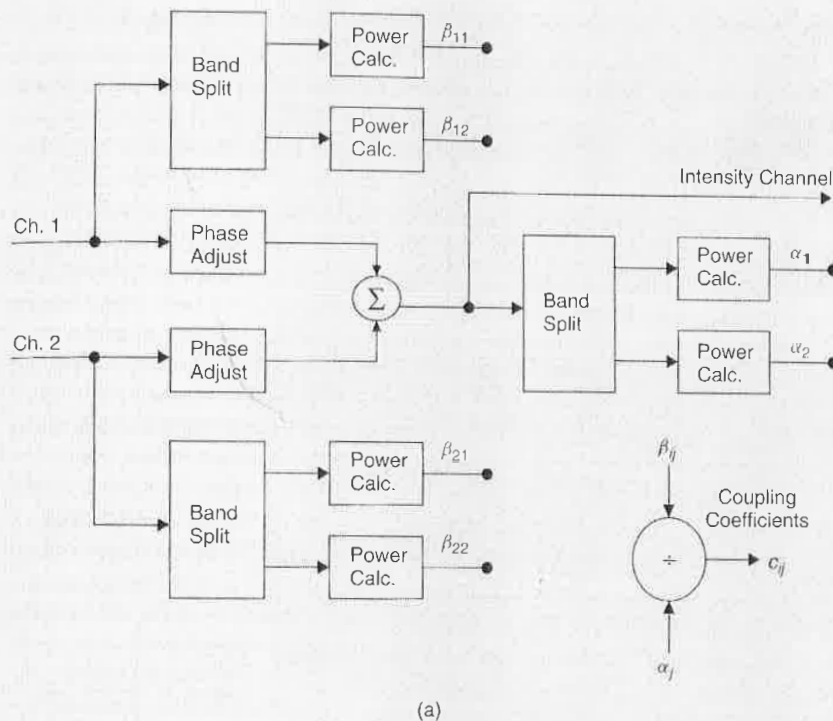 Power
Calc.
β11
Band
Split
Power
Calc.
β12
Intensity Channel
Ch. 1
Phase
Adjust
Σ
Band
Split
Power
Calc.
α1
Ch. 2
Phase
Adjust
Power
Calc.
α2
Power
Calc.
β21
Band
Split
Power
Calc.
β22
βij
Coupling
Coefficients
÷
cij
αj
(a)